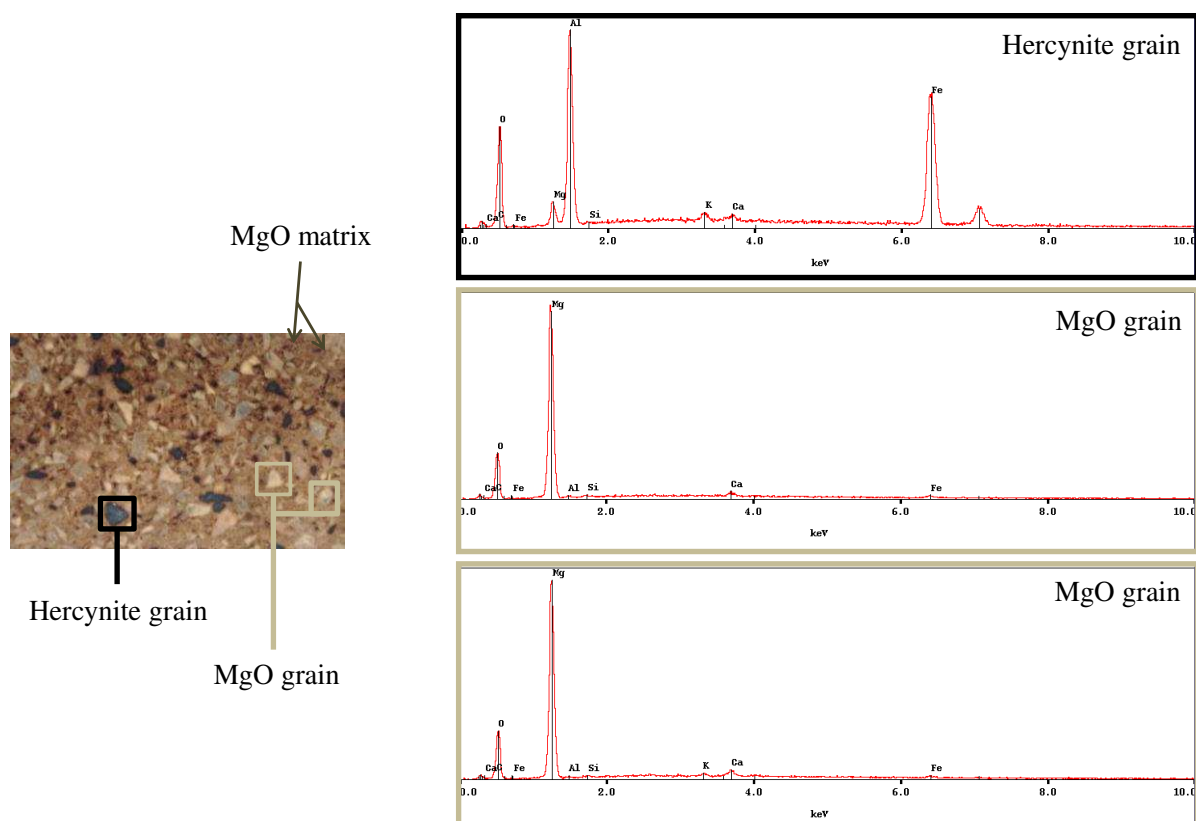 MgO matrix
Hercynite grain
MgO grain
Hercynite grain
Al
Fe
O
Mg
K
Ca
Si
CaC
Fe
0.0 2.0 4.0 6.0 8.0 10.0
keV
MgO grain
Mg
O
CaC
Fe
Al
Si
Ca
Fe
0.0 2.0 4.0 6.0 8.0 10.0
keV
MgO grain
Mg
O
CaC
Fe
Al
Si
K
Ca
Fe
0.0 2.0 4.0 6.0 8.0 10.0
keV